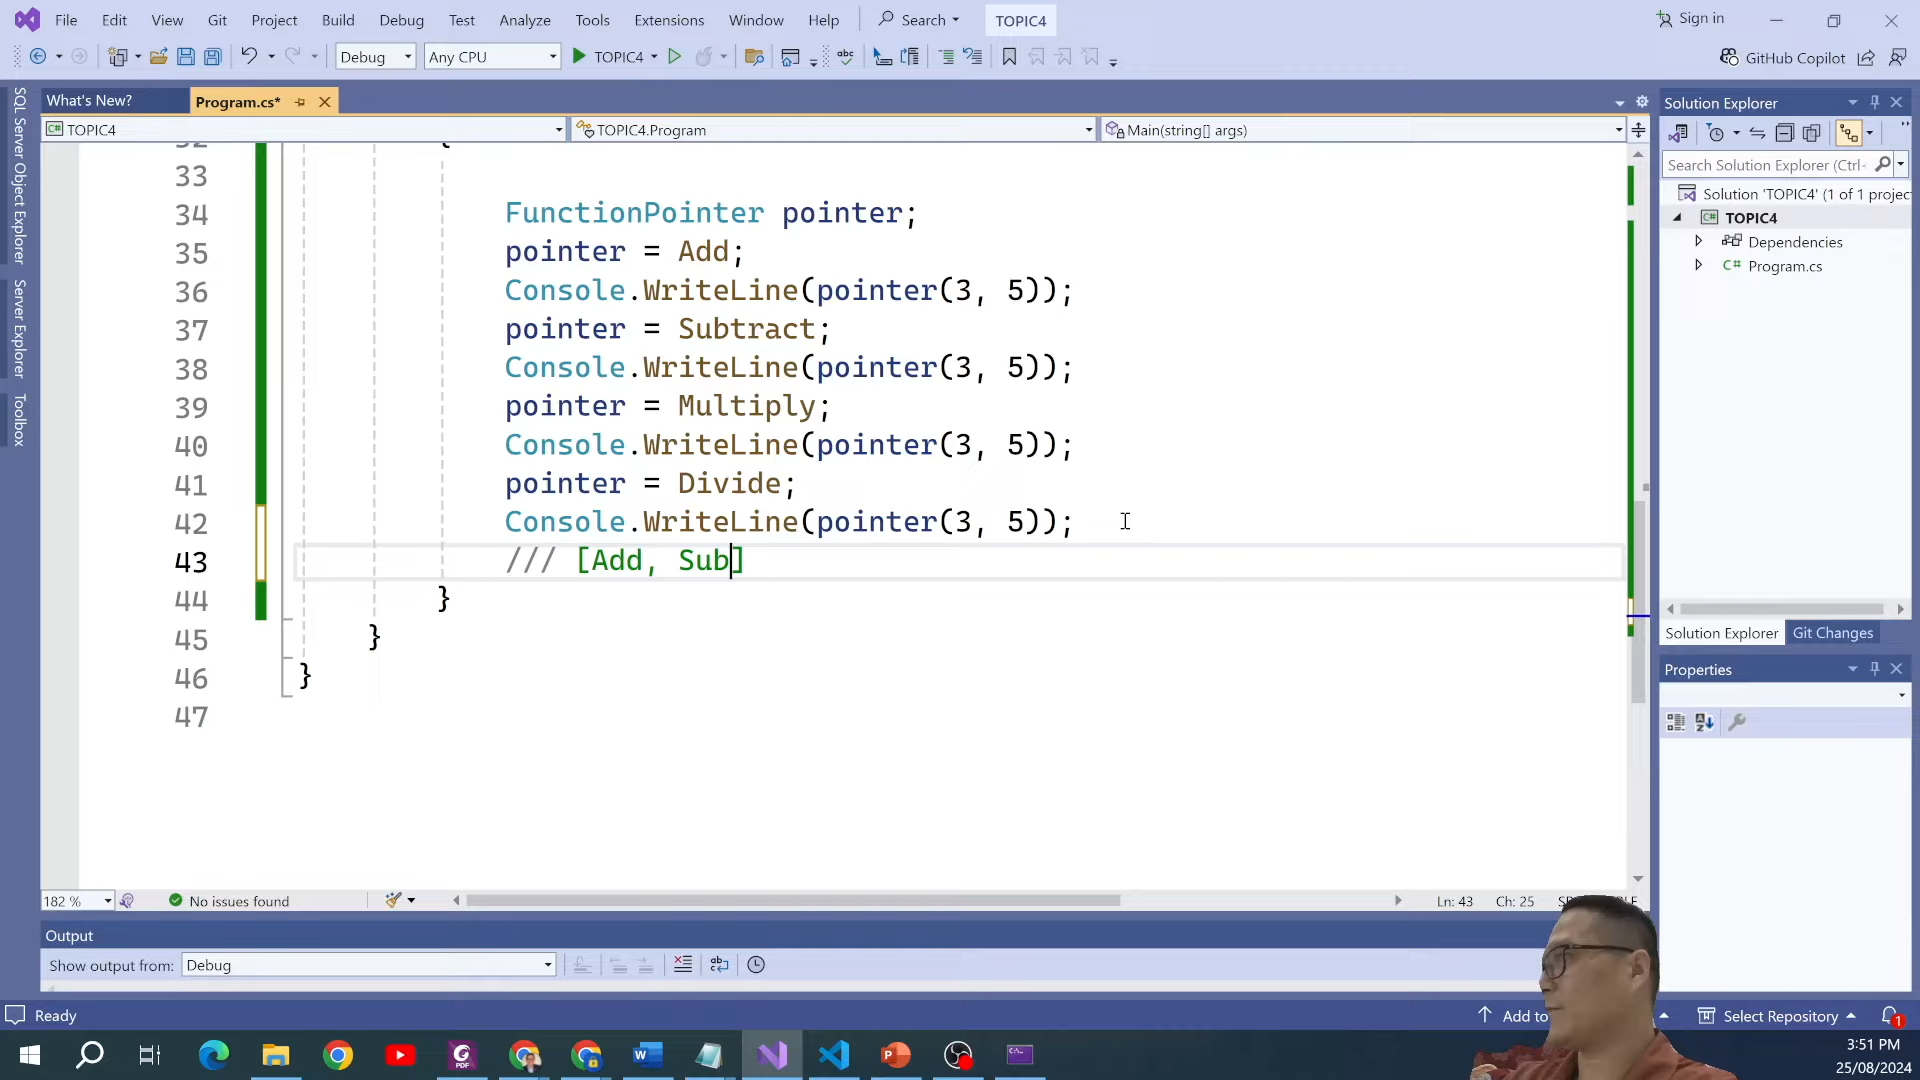 File Edit View Git Project Build Debug Test Analyze Tools Extensions Window Help Search TOPIC4 Sign in
Debug Any CPU TOPIC4 GitHub Copilot
What's New? Program.cs* Solution Explorer
TOPIC4 TOPIC4.Program Main(string[] args)
Search Solution Explorer (Ctrl-
Solution 'TOPIC4' (1 of 1 projec
TOPIC4
Dependencies
C# Program.cs
SQL Server Object Explorer
Server Explorer
Toolbox
33
34 FunctionPointer pointer;
35 pointer = Add;
36 Console.WriteLine(pointer(3, 5));
37 pointer = Subtract;
38 Console.WriteLine(pointer(3, 5));
39 pointer = Multiply;
40 Console.WriteLine(pointer(3, 5));
41 pointer = Divide;
42 Console.WriteLine(pointer(3, 5));
43 /// [Add, Sub]
44 }
45 }
46 }
47
Solution Explorer Git Changes
Properties
182 % No issues found Ln: 43 Ch: 25
Output
Show output from: Debug
Ready Add to Select Repository 1
3:51 PM
25/08/2024